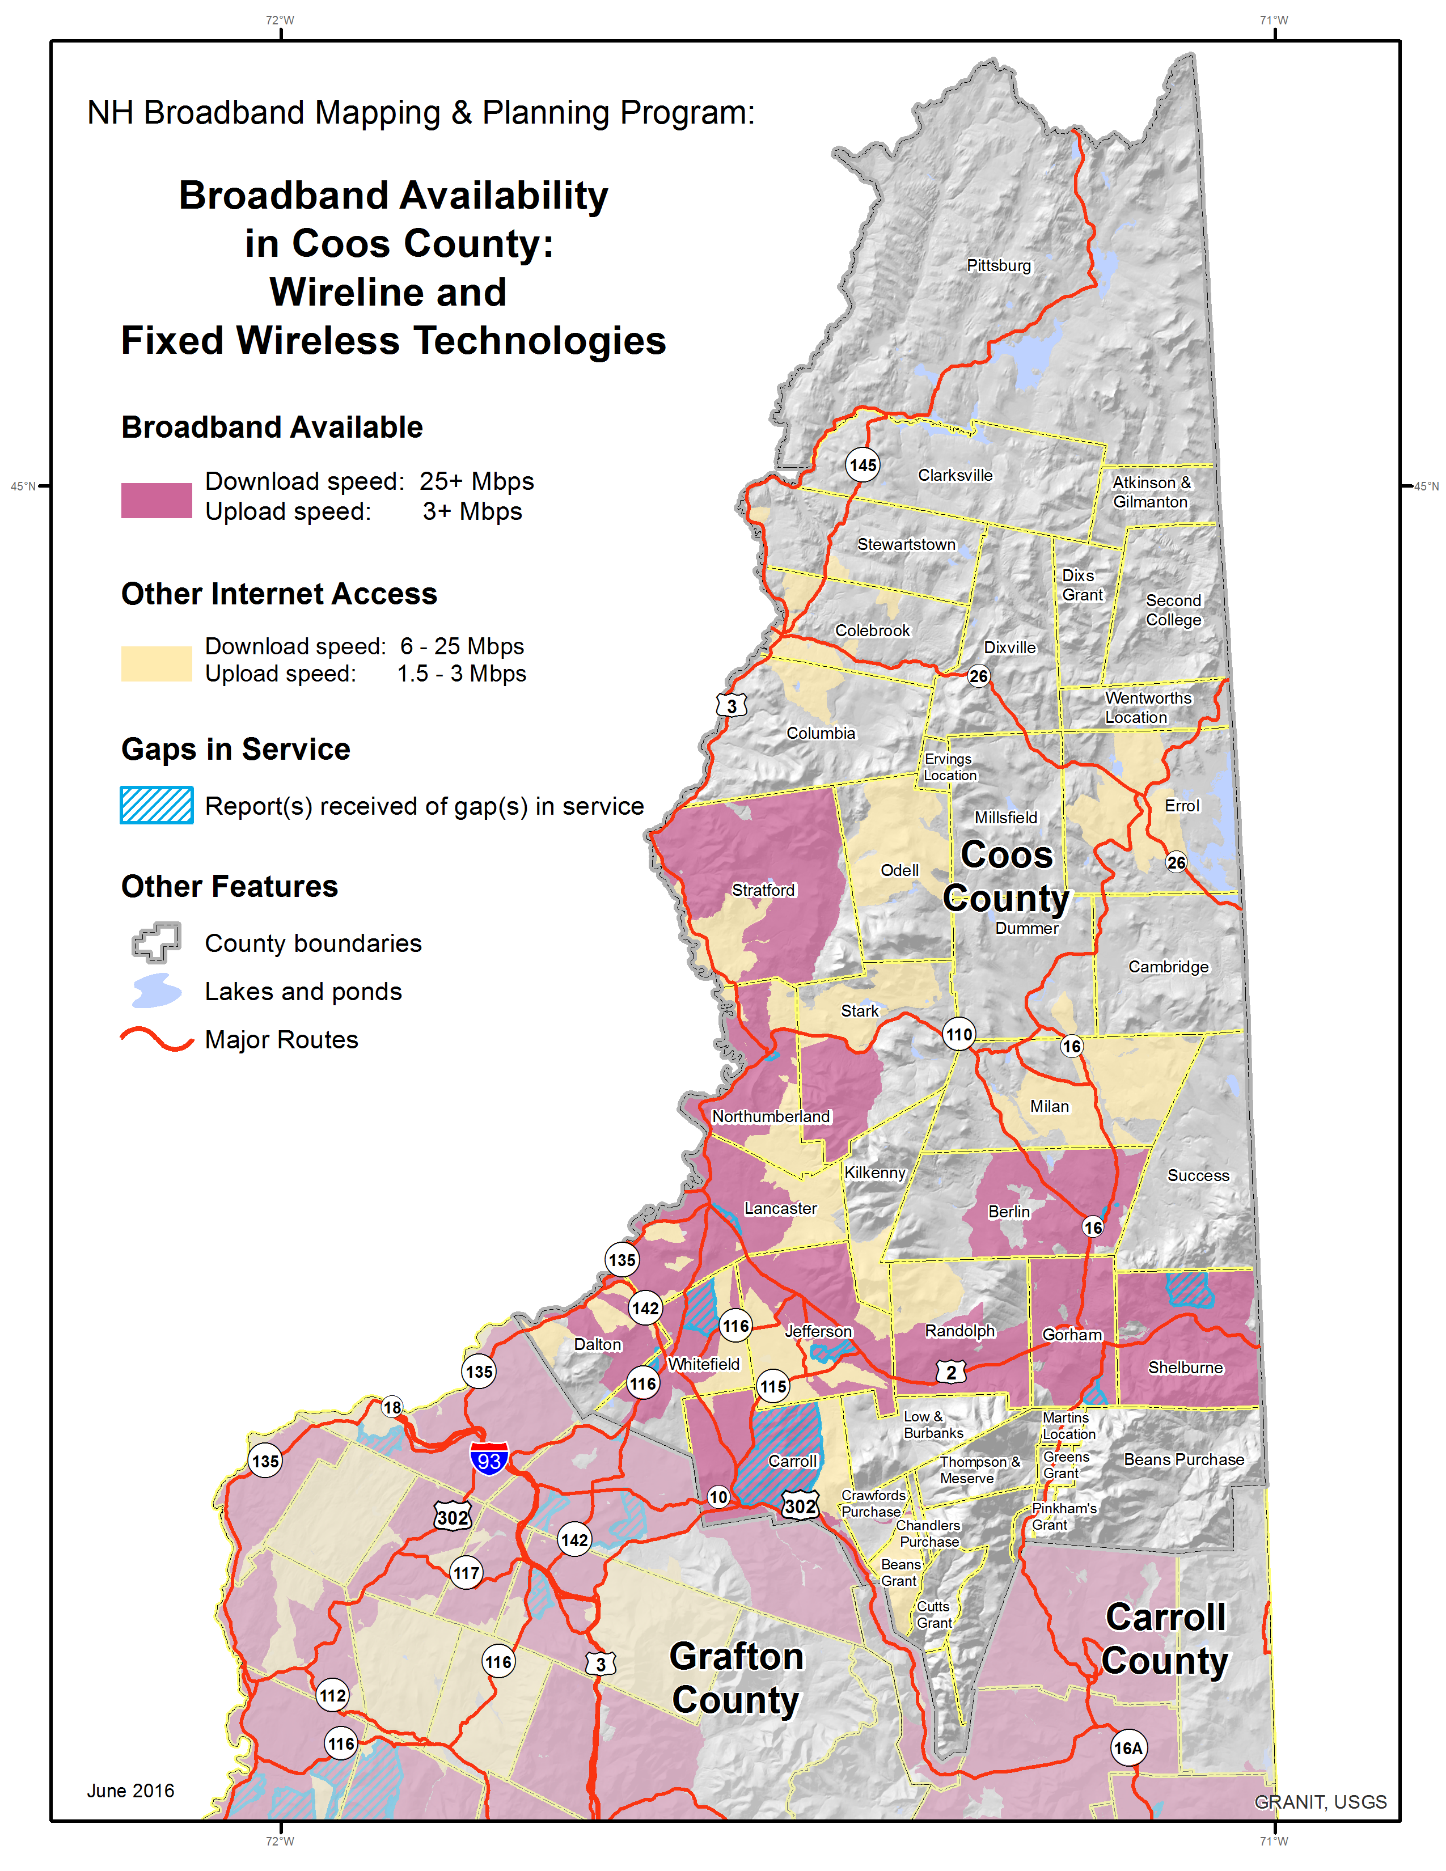 72°W
71°W
NH Broadband Mapping & Planning Program:
Broadband Availability
in Coos County:
Wireline and
Fixed Wireless Technologies
Broadband Available
Download speed: 25+ Mbps
Upload speed: 3+ Mbps
Other Internet Access
Download speed: 6 - 25 Mbps
Upload speed: 1.5 - 3 Mbps
Gaps in Service
Report(s) received of gap(s) in service
Other Features
County boundaries
Lakes and ponds
Major Routes
45°N
45°N
Pittsburg
145
Clarksville
Atkinson &
Gilmanton
Stewartstown
Dixs
Grant
Second
College
Colebrook
Dixville
26
Wentworths
Location
3
Columbia
Ervings
Location
Millsfield
Errol
Coos
County
26
Odell
Stratford
Dummer
Cambridge
Stark
110
16
Milan
Northumberland
Kilkenny
Success
Lancaster
Berlin
16
135
142
116
Jefferson
Randolph
Gorham
Dalton
Whitefield
2
Shelburne
135
116
115
18
Low &
Burbanks
Martins
Location
135
93
Carroll
Thompson &
Meserve
Greens
Grant
Beans Purchase
10
302
Crawfords
Purchase
Pinkham's
Grant
302
Chandlers
Purchase
142
117
Beans
Grant
Cutts
Grant
Carroll
County
116
3
Grafton
County
112
116
16A
June 2016
GRANIT, USGS
72°W
71°W